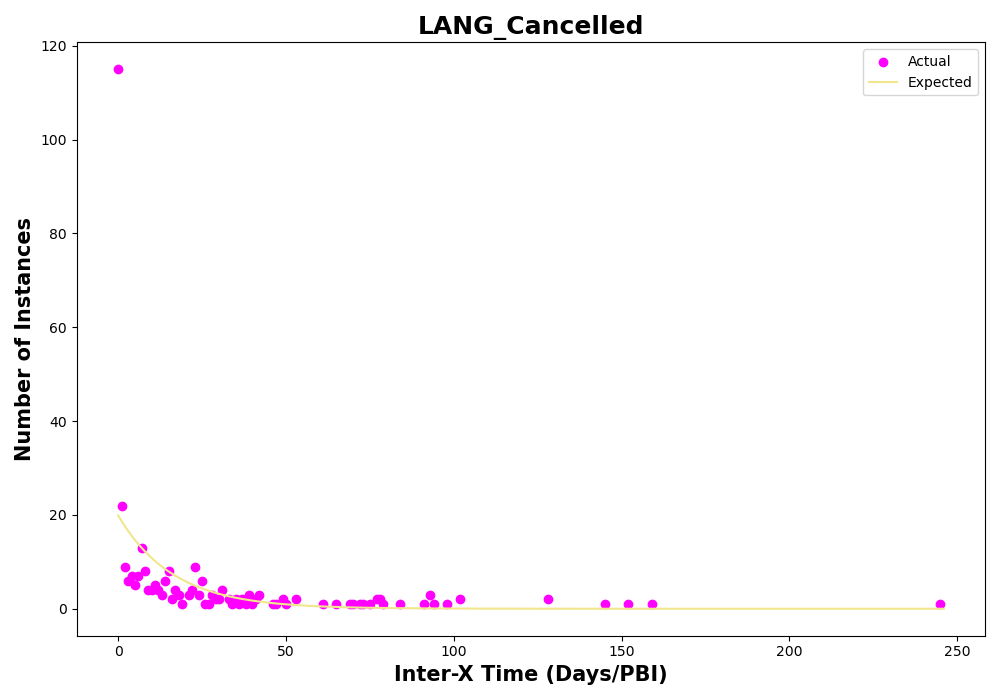 LANG_Cancelled
Actual
Expected
Number of Instances
120
100
80
60
40
20
0
0 50 100 150 200 250
Inter-X Time (Days/PBI)